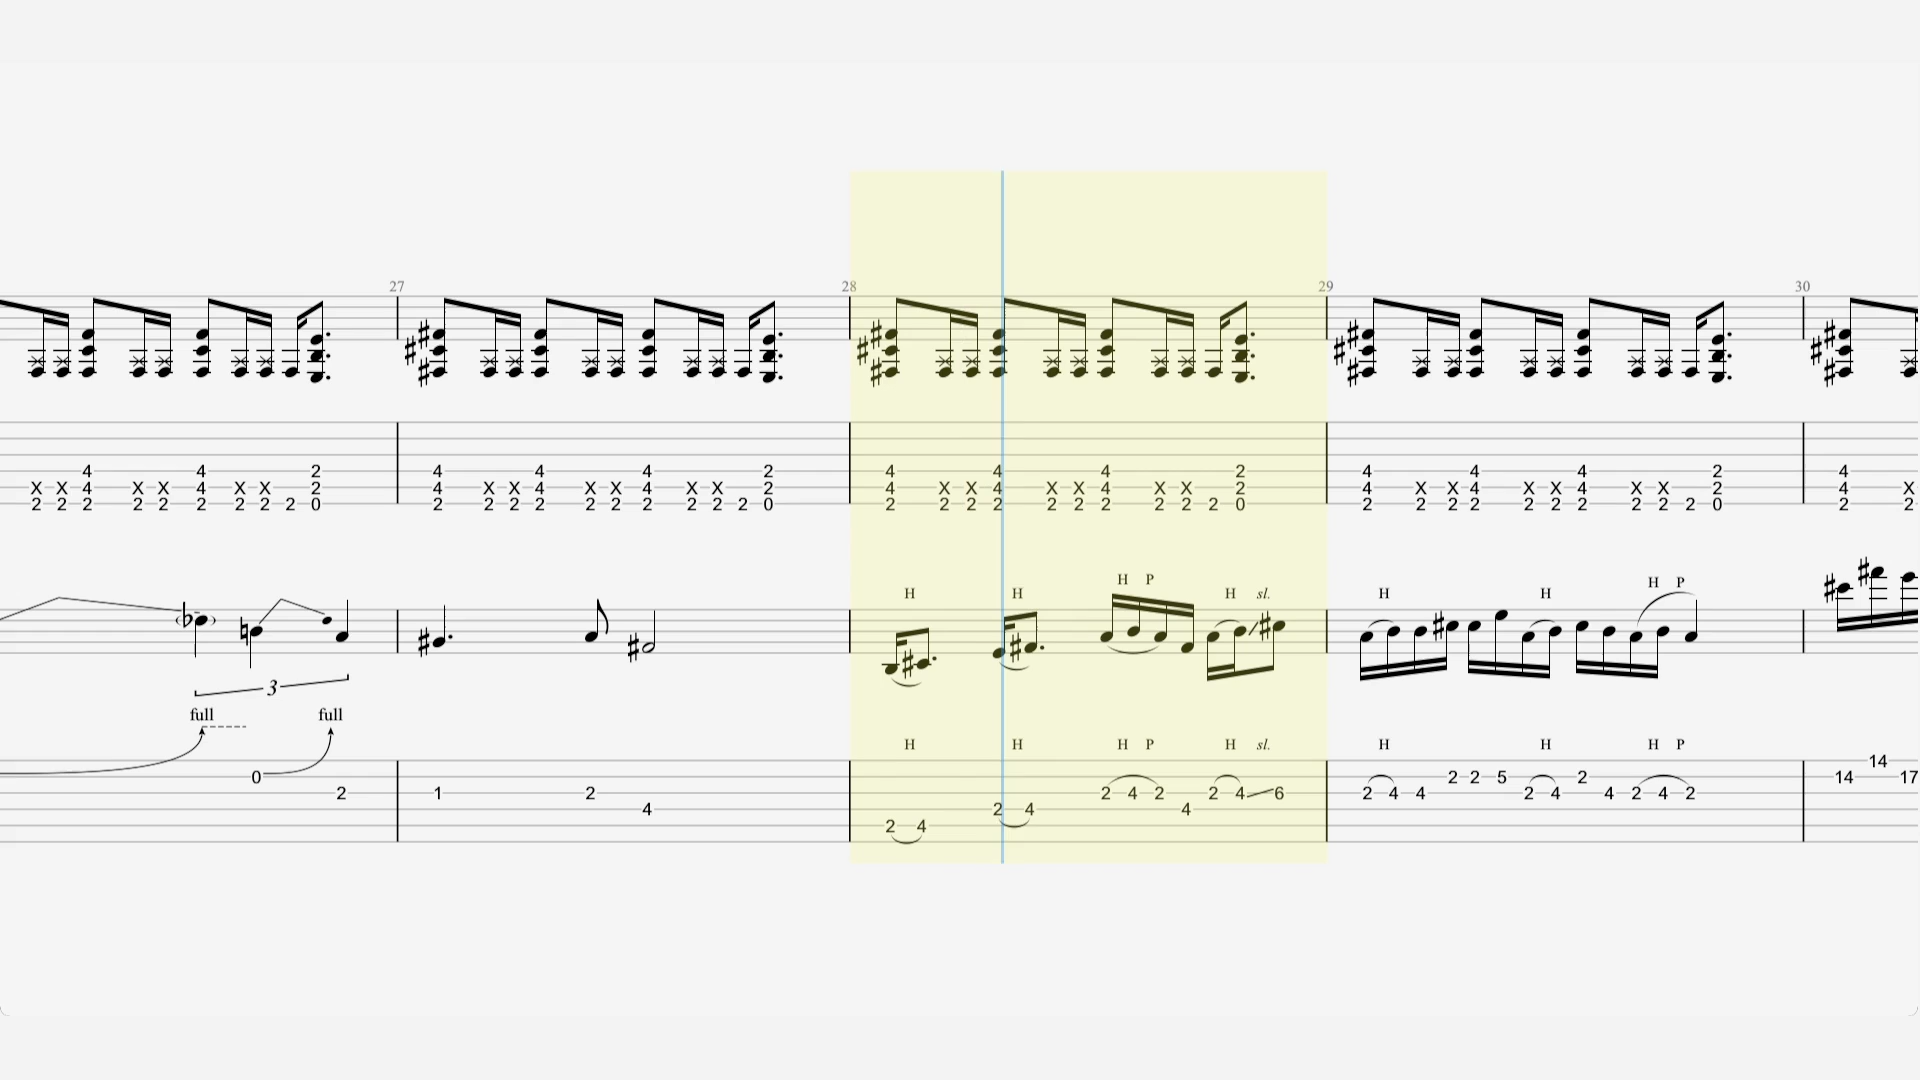 27 28 29 30
4 4 2 4 4 4 2 4 4 4 2 4 4 4 2 4
X X 4 X X 4 X X 2 4 X X 4 X X 4 X X 2 4 X X 4 X X 4 X X 2 4 X X 4 X X 4 X X 2 4 X
2 2 2 2 2 2 2 2 2 0 2 2 2 2 2 2 2 2 2 2 0 2 2 2 2 2 2 2 2 2 2 0 2 2 2 2 2 2 2 2 2 2 0 2 2
H H H P H sl. H H H P
3
full full
H H H P H sl. H H H P
14
0 2 2 5 2 14 17
2 1 2 2 4 2 2 4 6 2 4 4 2 4 4 2 4 2
4 2 4 4
2 4